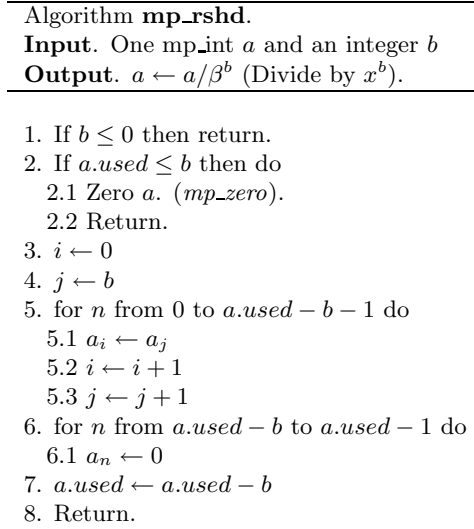 Algorithm mp_rshd.
Input. One mp_int a and an integer b
Output. a ← a/β^b (Divide by x^b).
1. If b ≤ 0 then return.
2. If a.used ≤ b then do
2.1 Zero a. (mp_zero).
2.2 Return.
3. i ← 0
4. j ← b
5. for n from 0 to a.used − b − 1 do
5.1 a_i ← a_j
5.2 i ← i + 1
5.3 j ← j + 1
6. for n from a.used − b to a.used − 1 do
6.1 a_n ← 0
7. a.used ← a.used − b
8. Return.